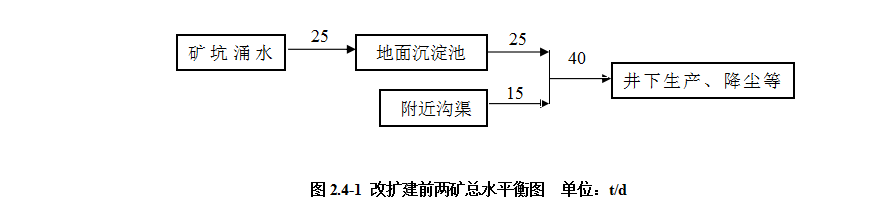 矿坑涌水
25
地面沉淀池
25
40
井下生产、降尘等
附近沟渠
15
图 2.4-1 改扩建前两矿总水平衡图 单位：t/d